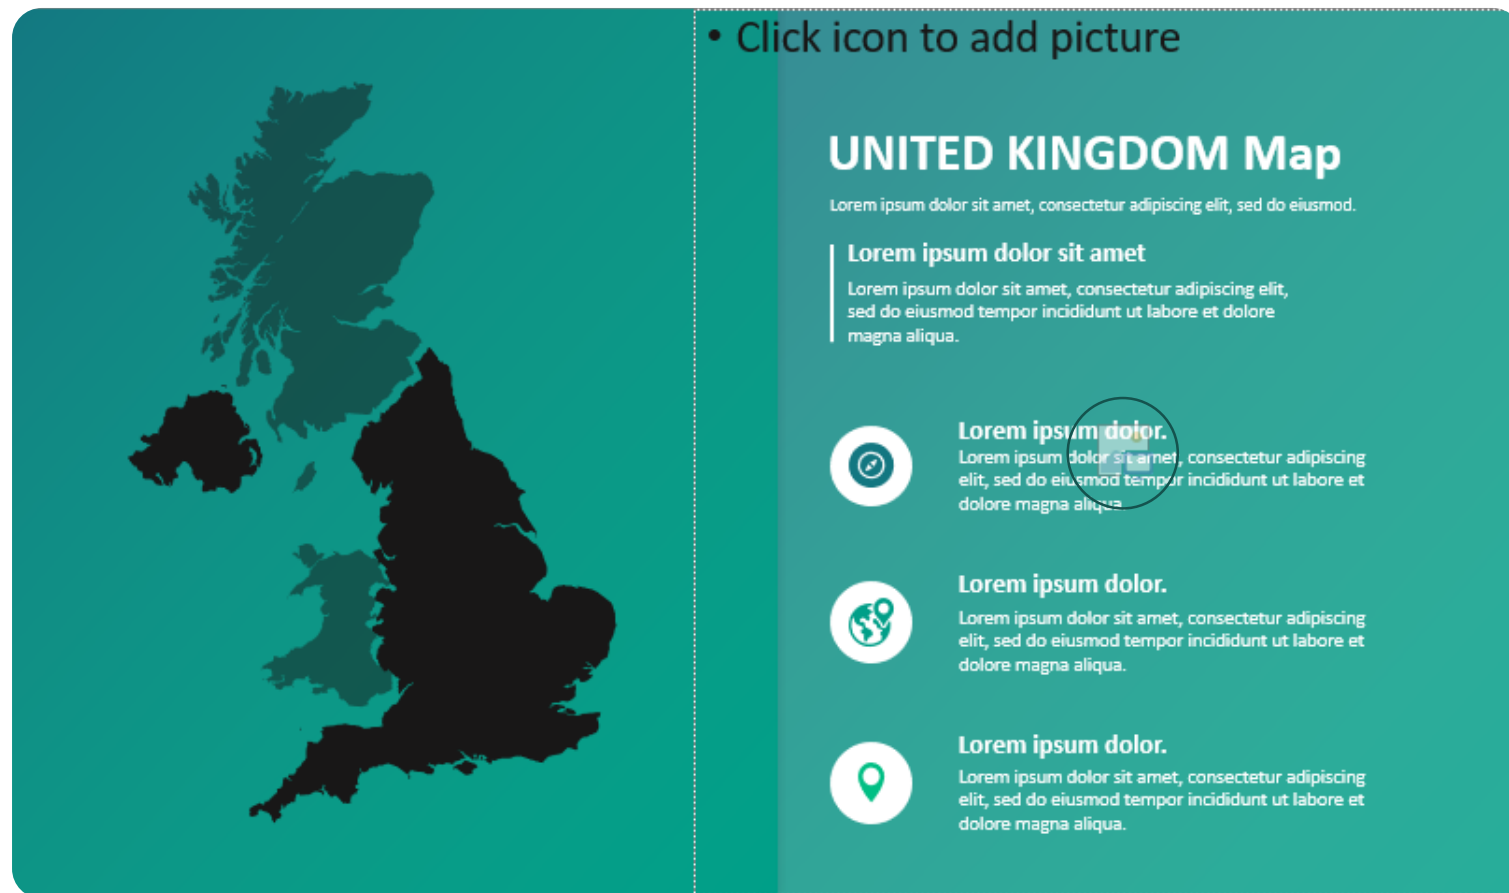 • Click icon to add picture
UNITED KINGDOM Map
Lorem ipsum dolor sit amet, consectetur adipiscing elit, sed do eiusmod.
Lorem ipsum dolor sit amet
Lorem ipsum dolor sit amet, consectetur adipiscing elit,
sed do eiusmod tempor incididunt ut labore et dolore
magna aliqua.
Lorem ipsum dolor.
Lorem ipsum dolor sit amet, consectetur adipiscing
elit, sed do eiusmod tempor incididunt ut labore et
dolore magna aliqua.
Lorem ipsum dolor.
Lorem ipsum dolor sit amet, consectetur adipiscing
elit, sed do eiusmod tempor incididunt ut labore et
dolore magna aliqua.
Lorem ipsum dolor.
Lorem ipsum dolor sit amet, consectetur adipiscing
elit, sed do eiusmod tempor incididunt ut labore et
dolore magna aliqua.